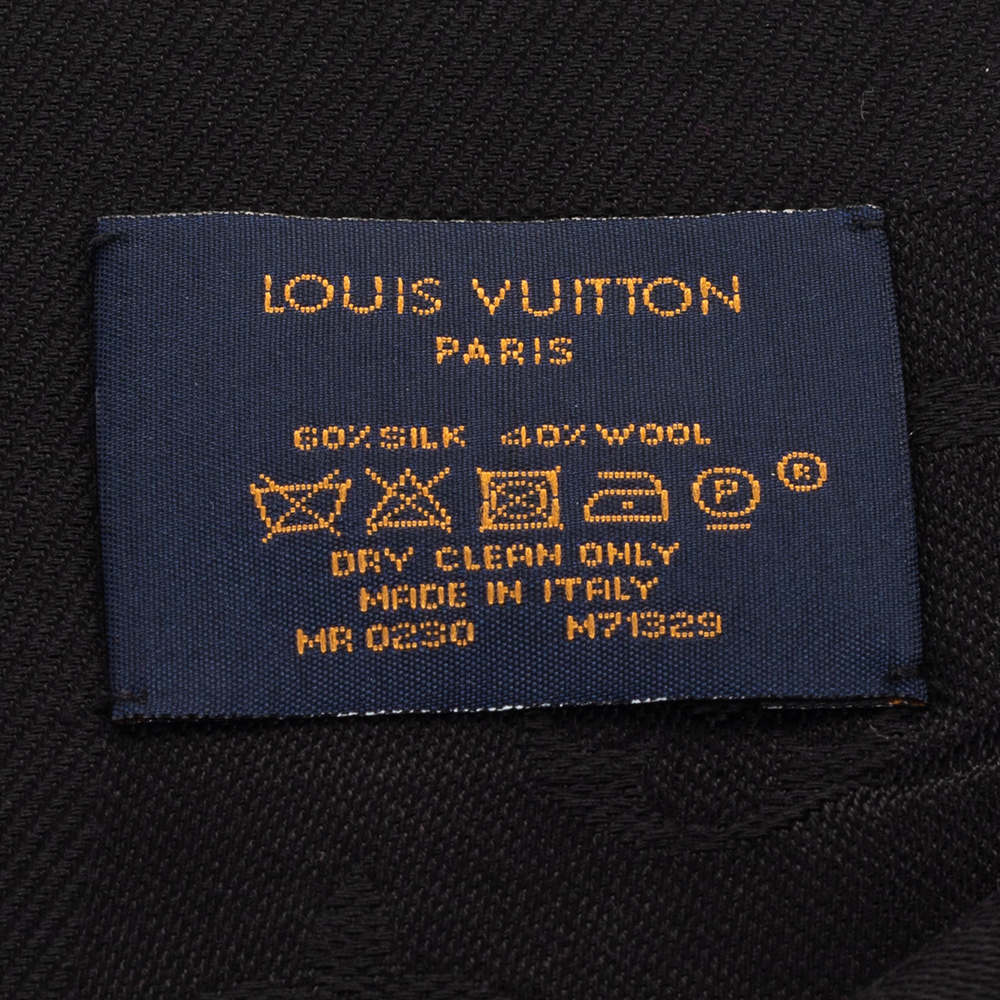 LOUIS VUITTON
PARIS
60% SILK 40% WOOL
P ®
DRY CLEAN ONLY
MADE IN ITALY
MR 0230 M71329